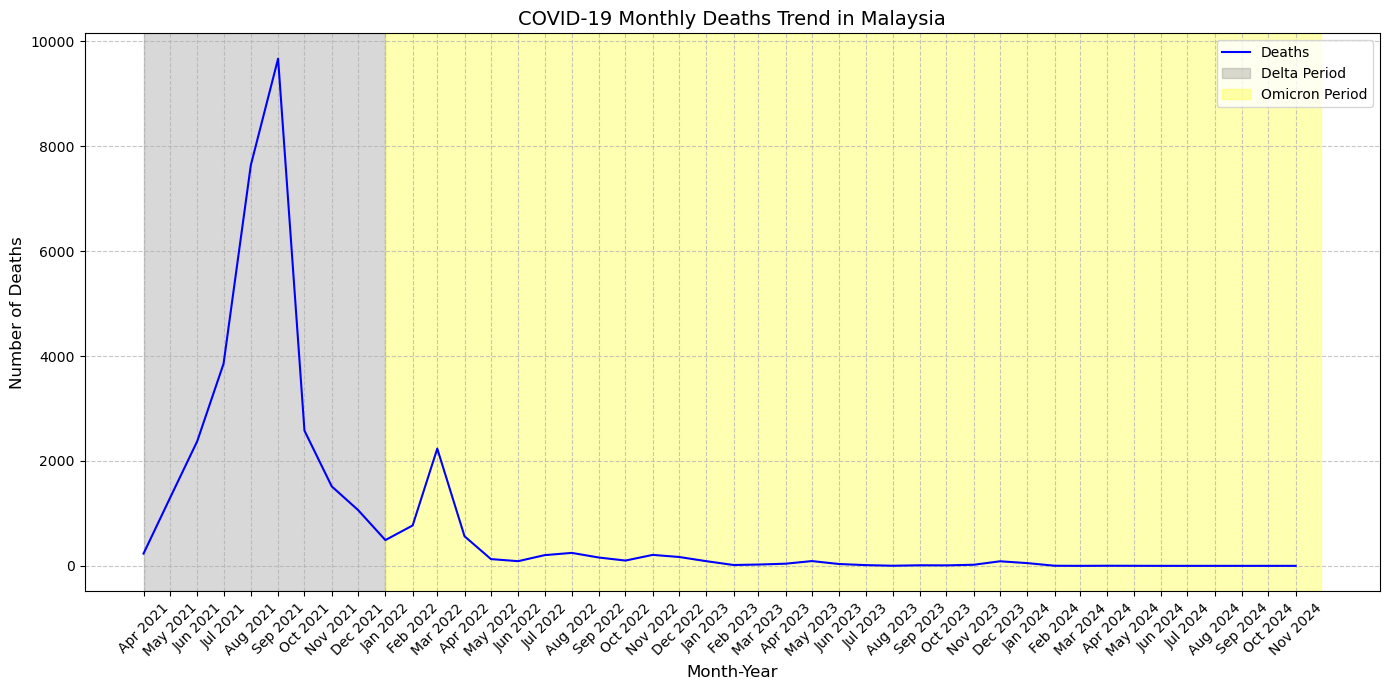 COVID-19 Monthly Deaths Trend in Malaysia
Number of Deaths
10000
8000
6000
4000
2000
0
Deaths
Delta Period
Omicron Period
Apr 2021
May 2021
Jun 2021
Jul 2021
Aug 2021
Sep 2021
Oct 2021
Nov 2021
Dec 2021
Jan 2022
Feb 2022
Mar 2022
Apr 2022
May 2022
Jun 2022
Jul 2022
Aug 2022
Sep 2022
Oct 2022
Nov 2022
Dec 2022
Jan 2023
Feb 2023
Mar 2023
Apr 2023
May 2023
Jun 2023
Jul 2023
Aug 2023
Sep 2023
Oct 2023
Nov 2023
Dec 2023
Jan 2024
Feb 2024
Mar 2024
Apr 2024
May 2024
Jun 2024
Jul 2024
Aug 2024
Sep 2024
Oct 2024
Nov 2024
Month-Year